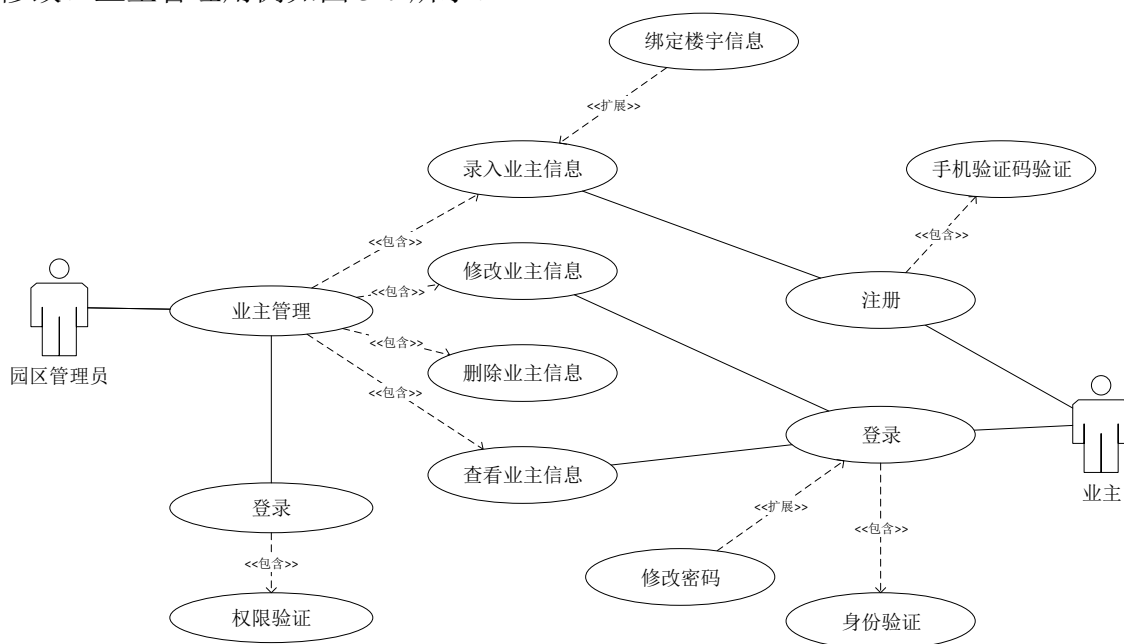 绑定楼宇信息
<<扩展>>
录入业主信息
手机验证码验证
<<包含>>
<<包含>>
修改业主信息
<<包含>>
注册
业主管理
<<包含>>
园区管理员
删除业主信息
<<包含>>
登录
查看业主信息
业主
登录
<<扩展>>
<<包含>>
<<包含>>
修改密码
权限验证
身份验证